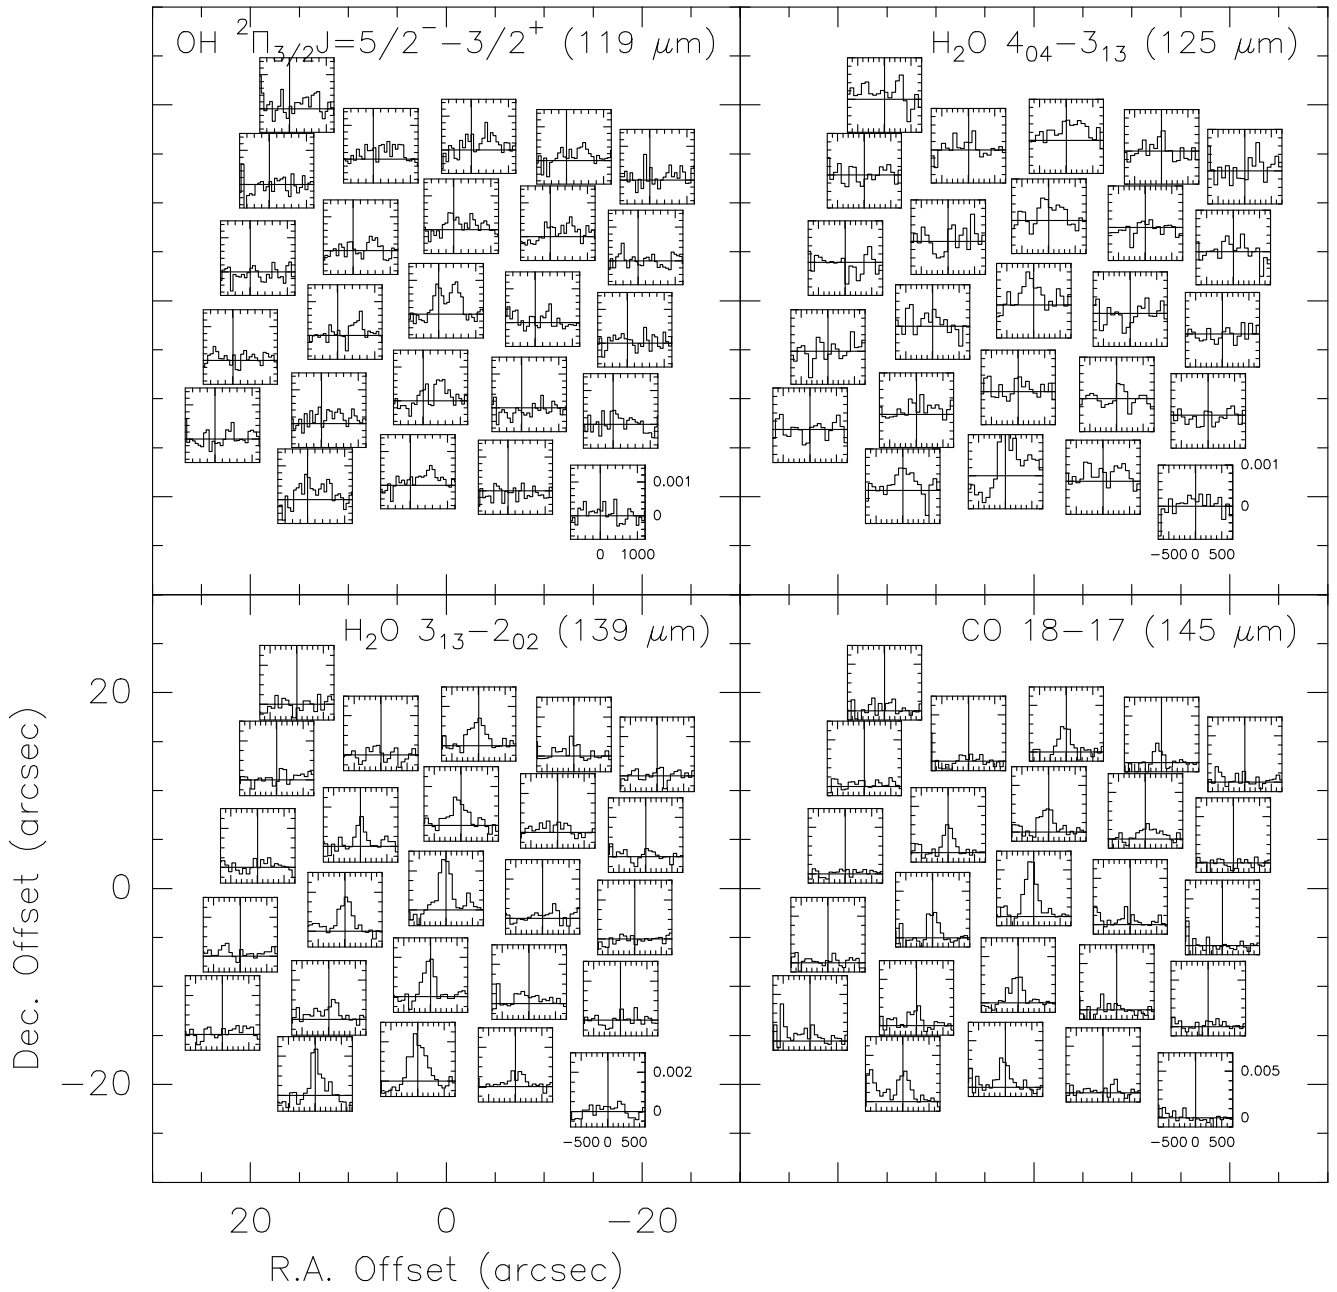 OH ²Π₃/₂J=5/2⁻−3/2⁺ (119 μm)
H₂O 4₀₄−3₁₃ (125 μm)
0.001
0
0 1000
0.001
0
−500 0 500
H₂O 3₁₃−2₀₂ (139 μm)
CO 18−17 (145 μm)
20
0
−20
0.002
0
−500 0 500
0.005
0
−500 0 500
20 0 −20
R.A. Offset (arcsec)
Dec. Offset (arcsec)